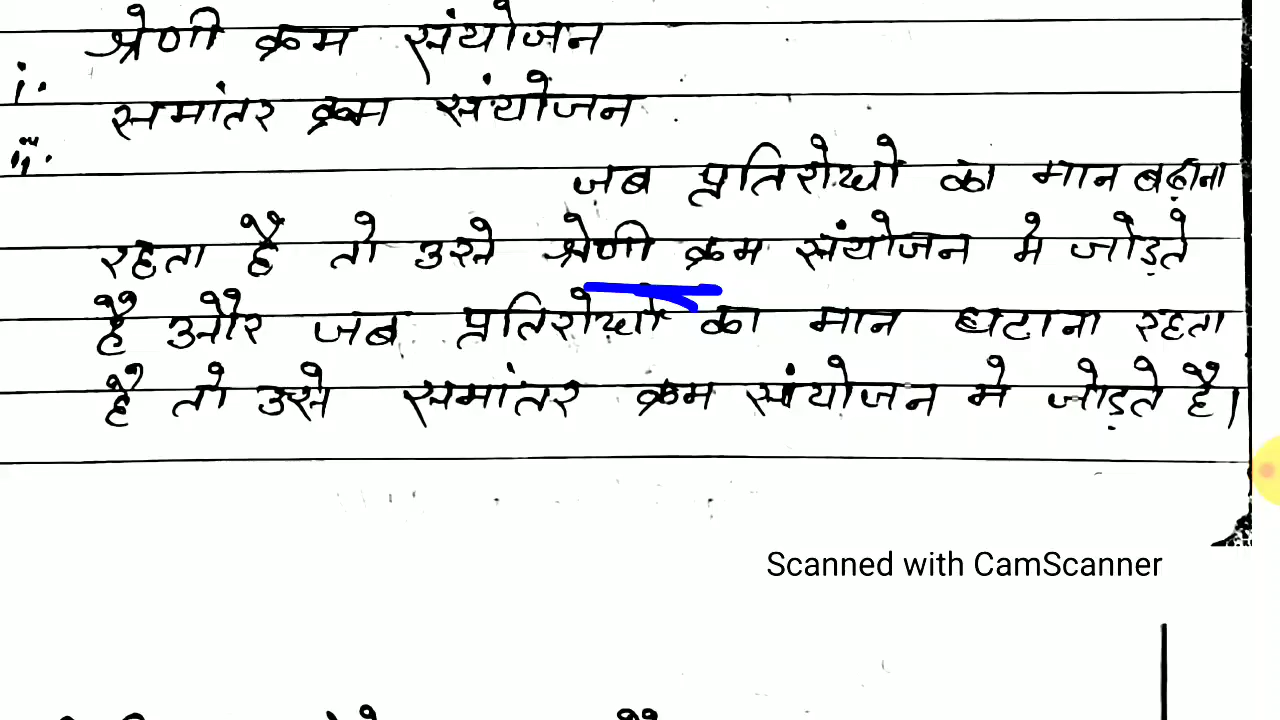 श्रेणी क्रम संयोजन
i.
समांतर क्रम संयोजन
ii.
जब प्रतिरोधो का मान बढ़ाना
रहता है तो उसे श्रेणी क्रम संयोजन मे जोड़ते
है और जब प्रतिरोधो का मान घटाना रहता
है तो उसे समांतर क्रम संयोजन मे जोड़ते है।
Scanned with CamScanner